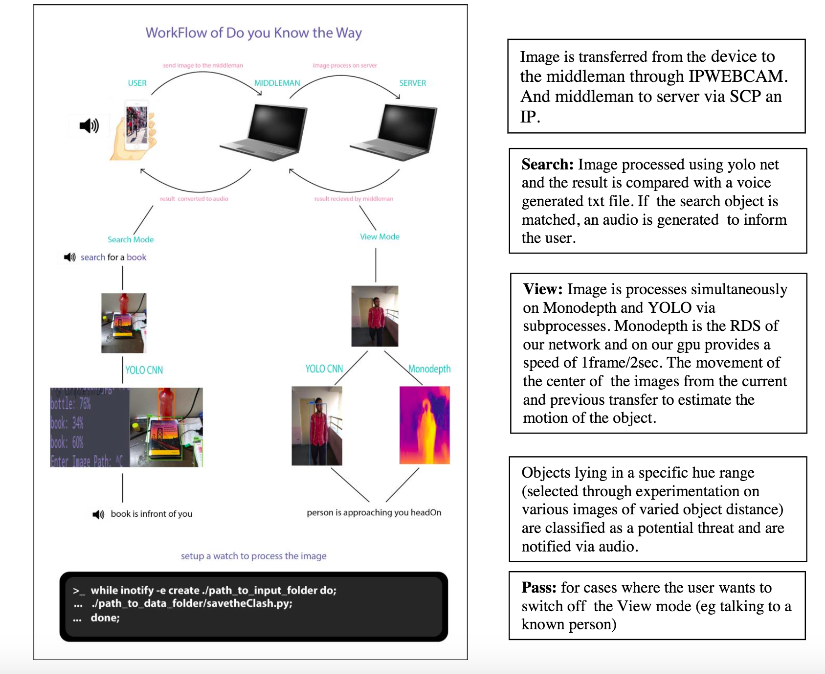 WorkFlow of Do you Know the Way
send image to the middleman
image process on server
USER
MIDDLEMAN
SERVER
result converted to audio
result recieved by middleman
Search Mode
View Mode
search for a book
YOLO CNN
YOLO CNN
Monodepth
bottle: 78%
book: 34%
book: 60%
Enter Image Path: ^C
book is infront of you
person is approaching you headOn
setup a watch to process the image
>_ while inotify -e create ./path_to_input_folder do;
... ./path_to_data_folder/savetheClash.py;
... done;
Image is transferred from the device to
the middleman through IPWEBCAM.
And middleman to server via SCP an
IP.
Search: Image processed using yolo net
and the result is compared with a voice
generated txt file. If the search object is
matched, an audio is generated to inform
the user.
View: Image is processes simultaneously
on Monodepth and YOLO via
subprocesses. Monodepth is the RDS of
our network and on our gpu provides a
speed of 1frame/2sec. The movement of
the center of the images from the current
and previous transfer to estimate the
motion of the object.
Objects lying in a specific hue range
(selected through experimentation on
various images of varied object distance)
are classified as a potential threat and are
notified via audio.
Pass: for cases where the user wants to
switch off the View mode (eg talking to a
known person)